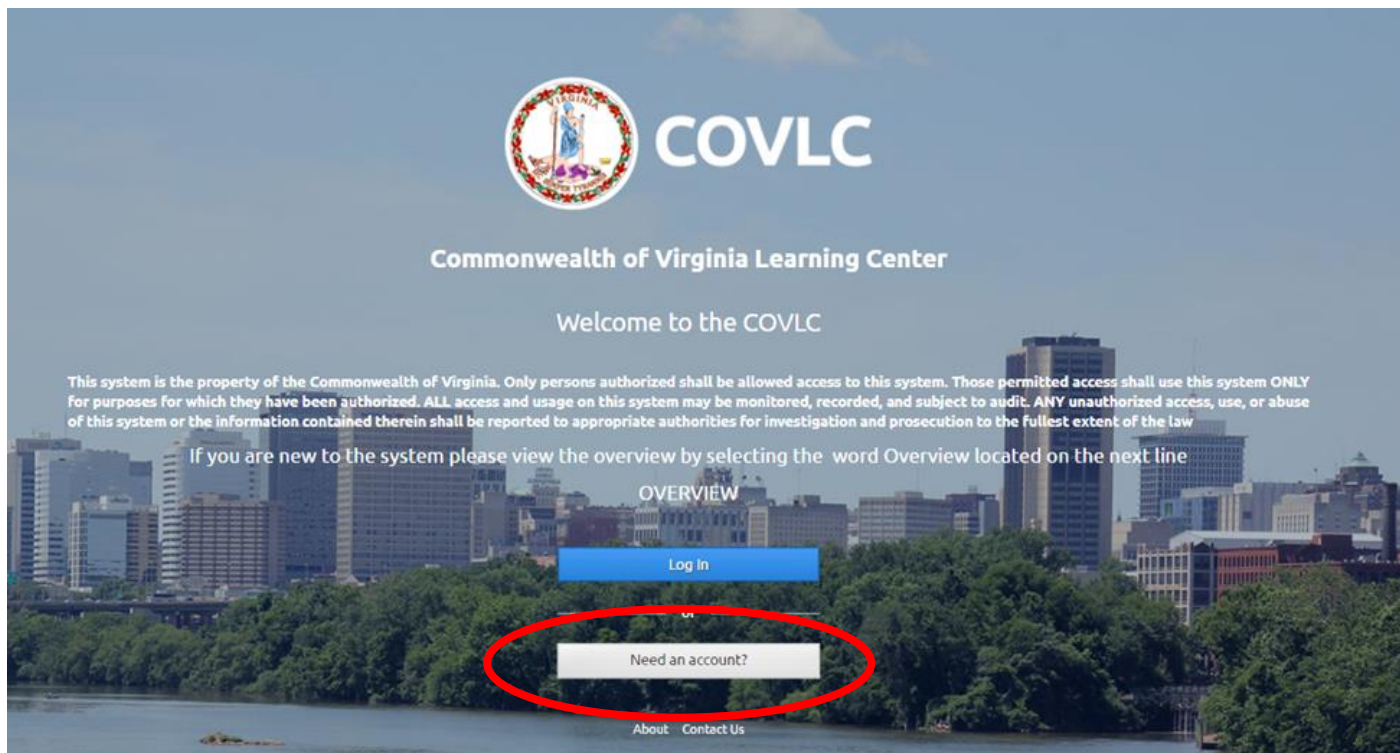 VIRGINIA
COVLC
Commonwealth of Virginia Learning Center
Welcome to the COVLC
This system is the property of the Commonwealth of Virginia. Only persons authorized shall be allowed access to this system. Those permitted access shall use this system ONLY
for purposes for which they have been authorized. ALL access and usage on this system may be monitored, recorded, and subject to audit. ANY unauthorized access, use, or abuse
of this system or the information contained therein shall be reported to appropriate authorities for investigation and prosecution to the fullest extent of the law
If you are new to the system please view the overview by selecting the word Overview located on the next line
OVERVIEW
Log In
or
Need an account?
About Contact Us